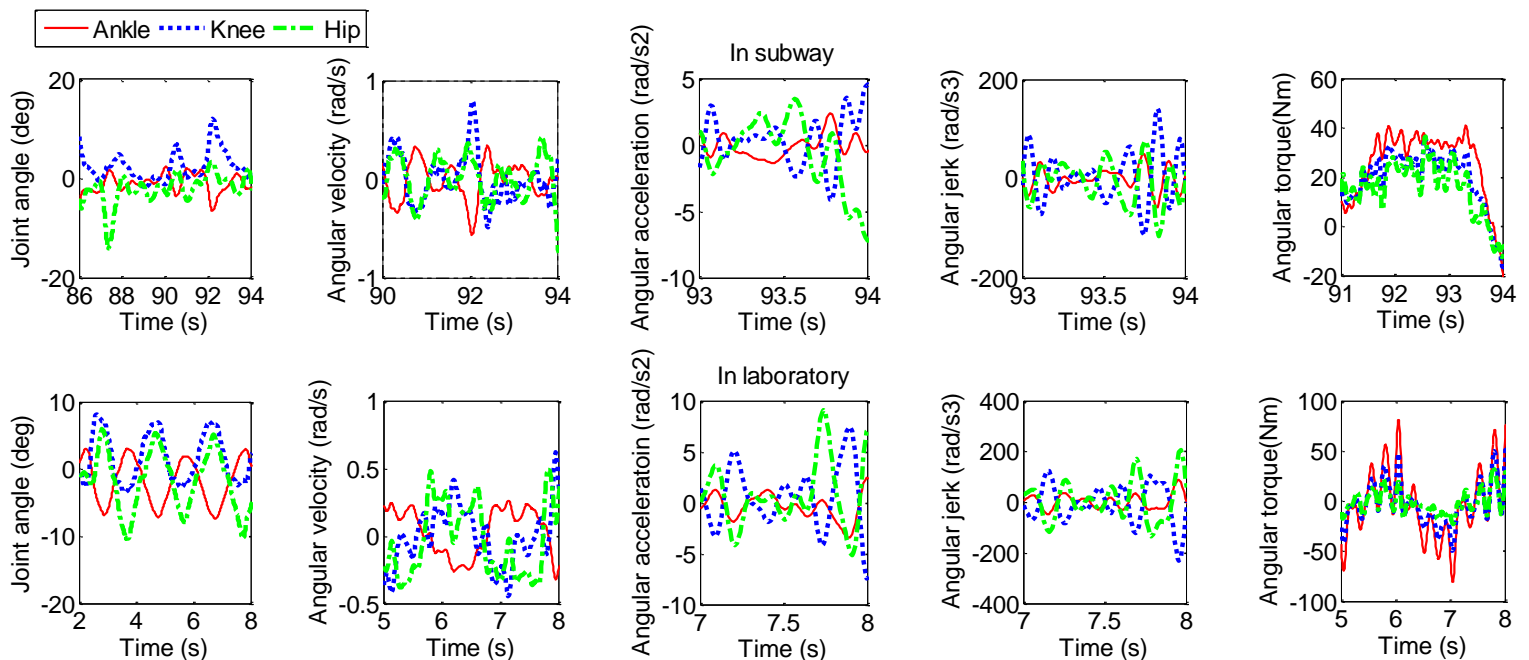 Ankle Knee Hip
In subway
Joint angle (deg)
20
0
-20
86 88 90 92 94
Time (s)
Angular velocity (rad/s)
1
0
-1
90 91 92 93 94
Time (s)
Angular acceleration (rad/s2)
5
0
-5
-10
93 93.5 94
Time (s)
Angular jerk (rad/s3)
200
0
-200
93 93.5 94
Time (s)
Angular torque(Nm)
60
40
20
0
-20
91 92 93 94
Time (s)
In laboratory
Joint angle (deg)
10
0
-10
-20
2 4 6 8
Time (s)
Angular velocity (rad/s)
1
0.5
0
-0.5
5 6 7 8
Time (s)
Angular acceleratoin (rad/s2)
10
5
0
-5
-10
7 7.5 8
Time (s)
Angular jerk (rad/s3)
400
200
0
-200
-400
7 7.5 8
Time (s)
Angular torque(Nm)
100
50
0
-50
-100
5 6 7 8
Time (s)